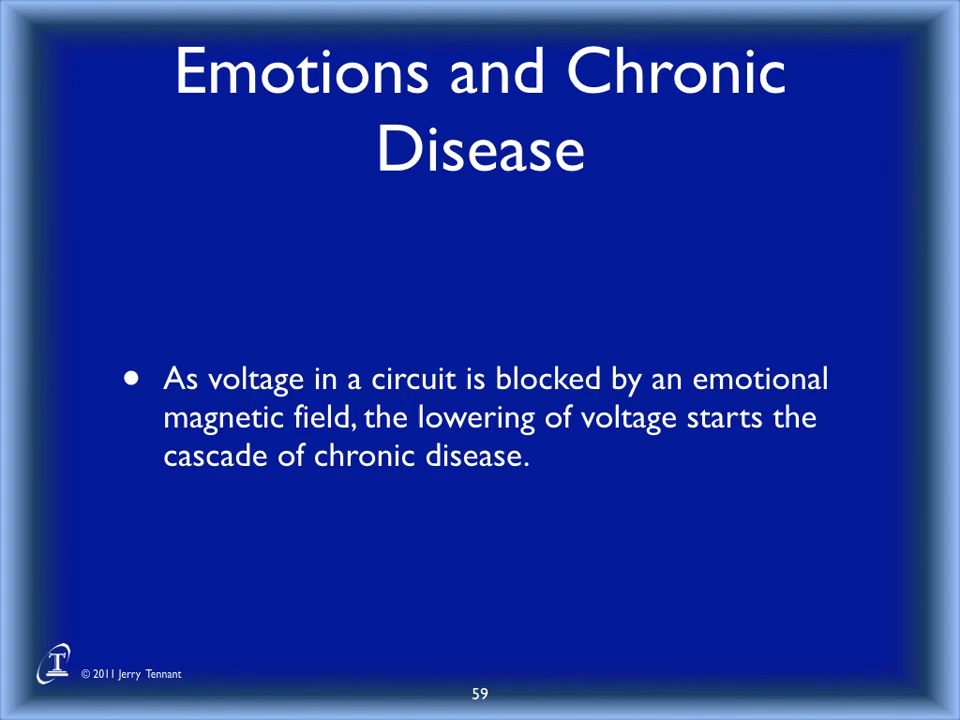 Emotions and Chronic
Disease
• As voltage in a circuit is blocked by an emotional
magnetic field, the lowering of voltage starts the
cascade of chronic disease.
T
© 2011 Jerry Tennant
59